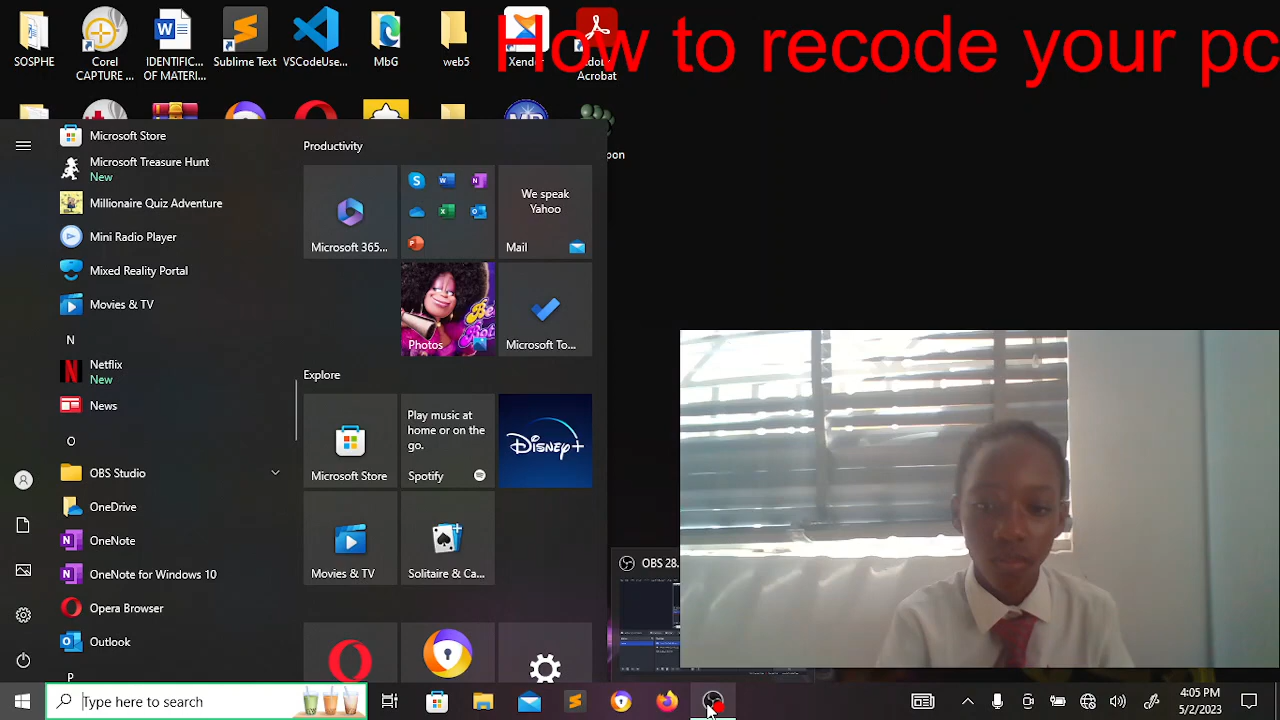 How to recode your pc
SOSPHE
Corel
CAPTURE ...
IDENTIFIC...
OF MATERI...
Sublime Text
VSCodeUse...
Mbg
web5
Xender
Adobe
Acrobat
Microsoft Store
Microsoft Treasure Hunt
New
Millionaire Quiz Adventure
Mini Radio Player
Mixed Reality Portal
Movies & TV
N
Netflix
New
News
O
OBS Studio
OneDrive
OneNote
OneNote for Windows 10
Opera Browser
Outlook
P
Productivity
Microsoft 365...
We speak
Yahoo
Mail
Photos
Microsoft To...
Explore
Microsoft Store
Play music at
home or on the
go.
Spotify
Disney+
Movies & TV
Solitaire & Ca...
OBS 28.
Type here to search
4:05 PM
5/2/2023